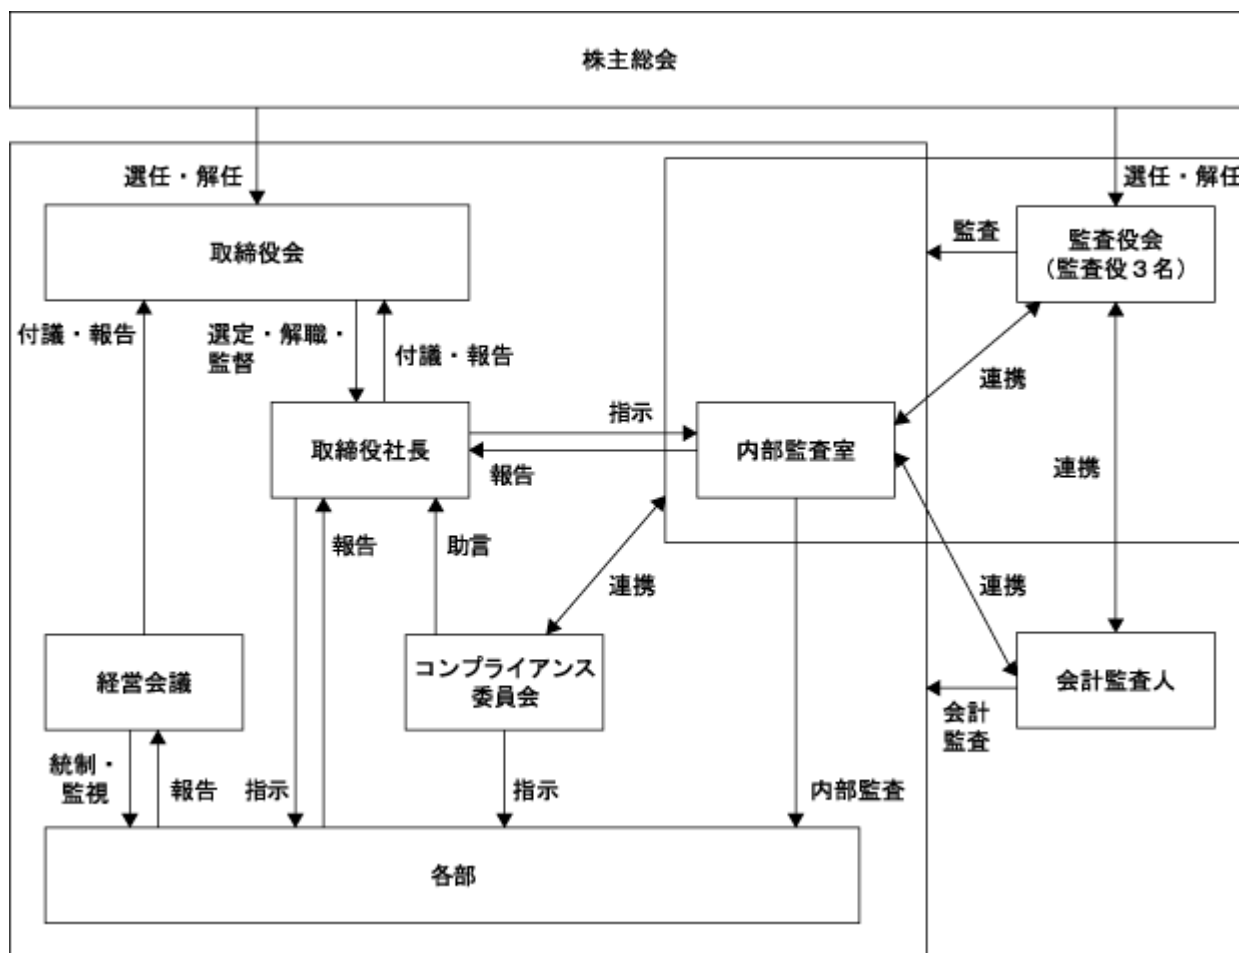 株主総会
選任・解任
選任・解任
取締役会
監査
監査役会
（監査役３名）
付議・報告
選定・解職・
監督
付議・報告
連携
指示
取締役社長
内部監査室
報告
連携
報告
助言
連携
連携
経営会議
コンプライアンス
委員会
会計監査人
会計
監査
統制・
監視
報告
指示
指示
内部監査
各部